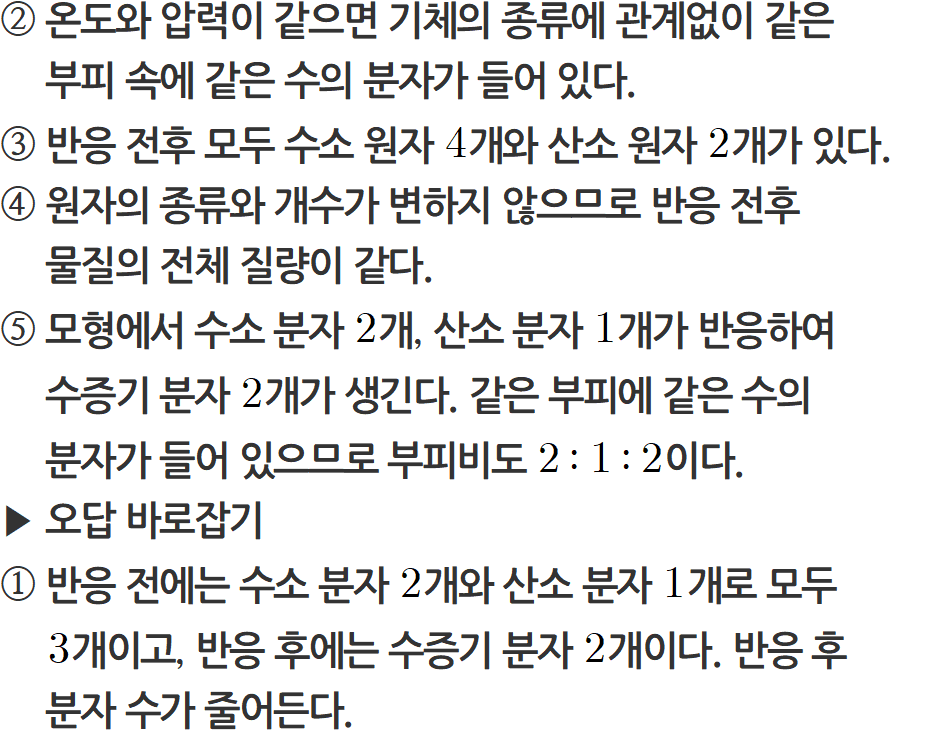 ② 온도와 압력이 같으면 기체의 종류에 관계없이 같은
부피 속에 같은 수의 분자가 들어 있다.
③ 반응 전후 모두 수소 원자 4개와 산소 원자 2개가 있다.
④ 원자의 종류와 개수가 변하지 않으므로 반응 전후
물질의 전체 질량이 같다.
⑤ 모형에서 수소 분자 2개, 산소 분자 1개가 반응하여
수증기 분자 2개가 생긴다. 같은 부피에 같은 수의
분자가 들어 있으므로 부피비도 2 : 1 : 2이다.
▶ 오답 바로잡기
① 반응 전에는 수소 분자 2개와 산소 분자 1개로 모두
3개이고, 반응 후에는 수증기 분자 2개이다. 반응 후
분자 수가 줄어든다.